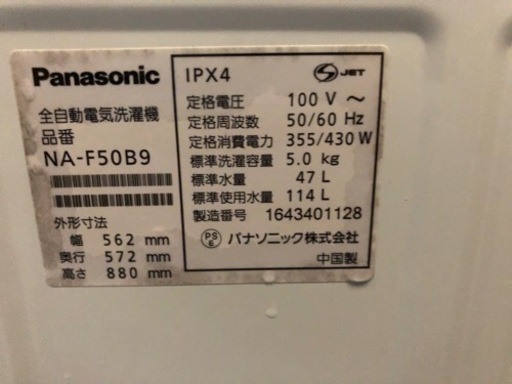 Panasonic
全自動電気洗濯機
品番
NA-F50B9
外形寸法
幅 562 mm
奥行 572 mm
高さ 880 mm
IPX4
S JET
定格電圧 100 V ～
定格周波数 50/60 Hz
定格消費電力 355/430 W
標準洗濯容量 5.0 kg
標準水量 47 L
標準使用水量 114 L
製造番号 1643401128
PS E パナソニック株式会社
中国製